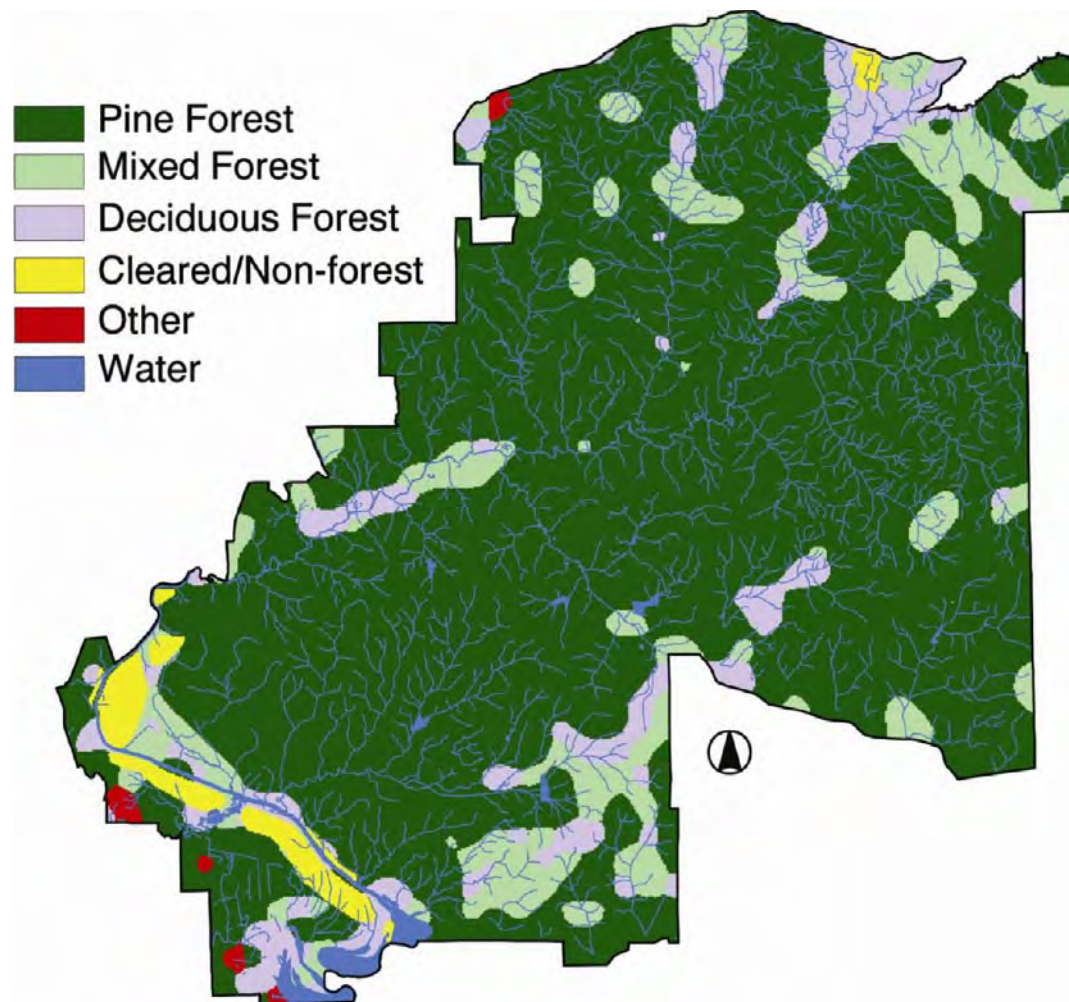 Pine Forest
Mixed Forest
Deciduous Forest
Cleared/Non-forest
Other
Water